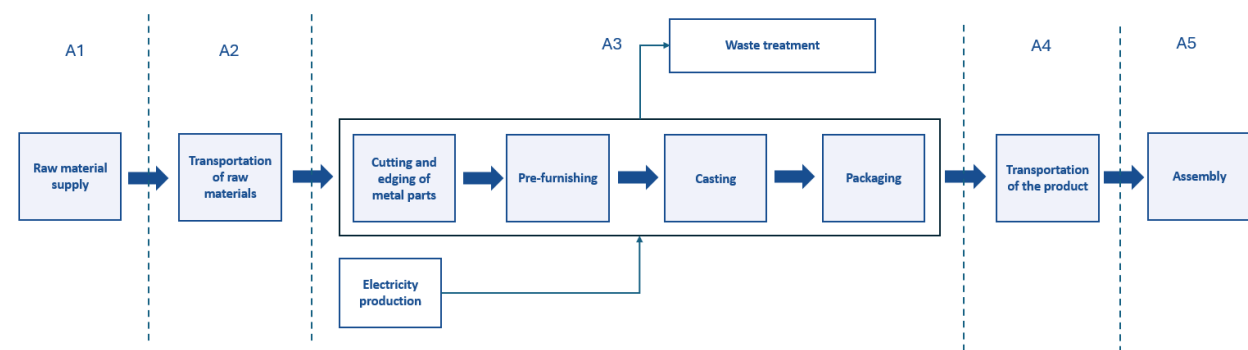 A1
A2
A3
Waste treatment
A4
A5
Raw material
supply
Transportation
of raw
materials
Cutting and
edging of
metal parts
Pre-furnishing
Casting
Packaging
Transportation
of the product
Assembly
Electricity
production